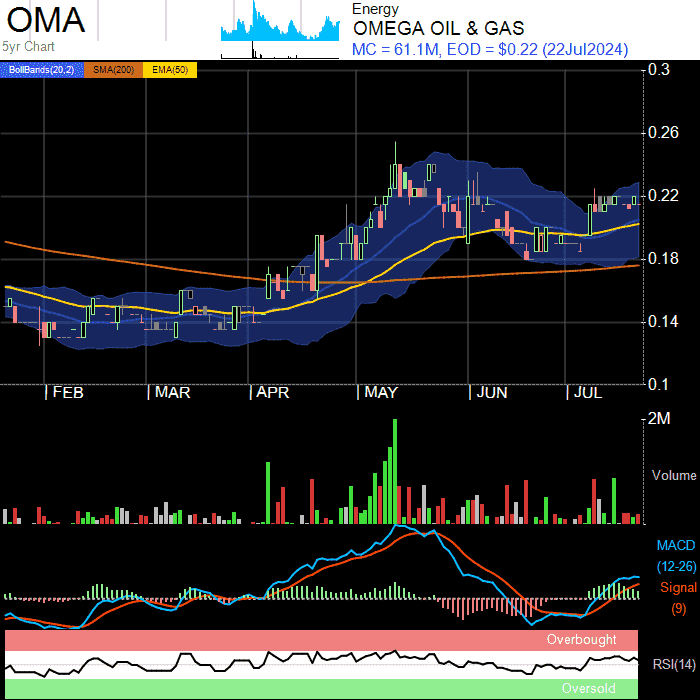 OMA
5yr Chart
Energy
OMEGA OIL & GAS
MC = 61.1M, EOD = $0.22 (22Jul2024)
BollBands(20,2) SMA(200) EMA(50)
0.3
0.26
0.22
0.18
0.14
0.1
FEB MAR APR MAY JUN JUL
2M
Volume
MACD
(12-26)
Signal
(9)
Overbought
RSI(14)
Oversold